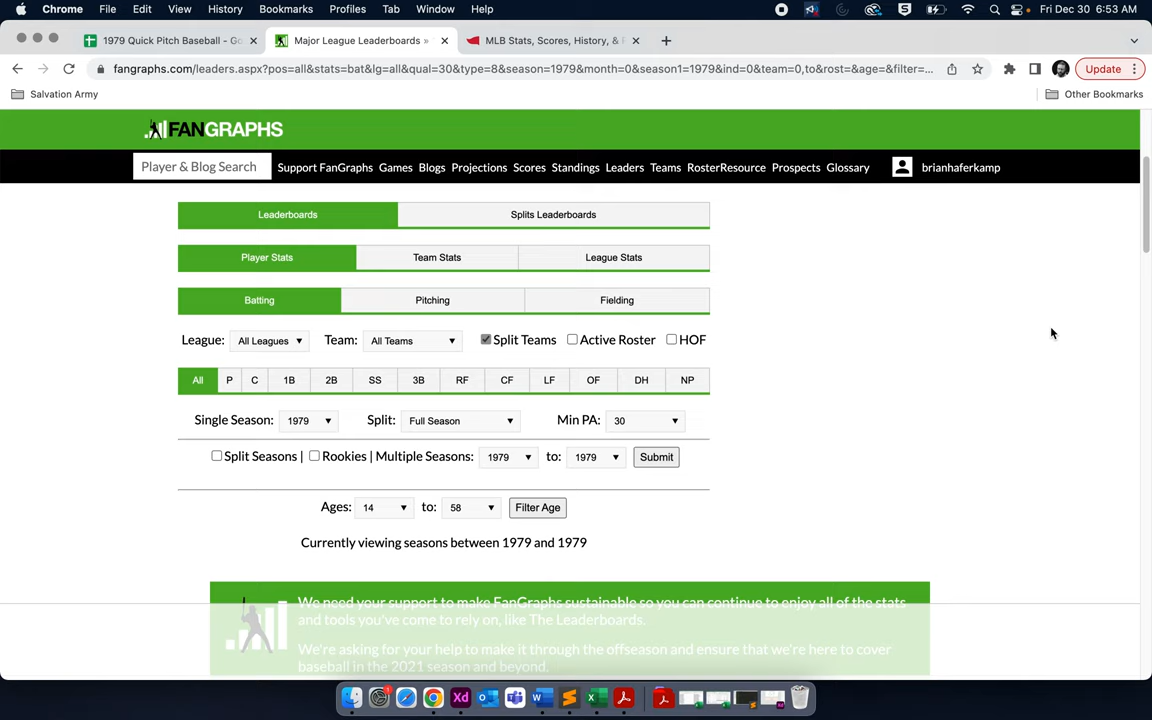 Chrome File Edit View History Bookmarks Profiles Tab Window Help Fri Dec 30 6:53 AM
1979 Quick Pitch Baseball - Go Major League Leaderboards » MLB Stats, Scores, History, &
fangraphs.com/leaders.aspx?pos=all&stats=bat&lg=all&qual=30&type=8&season=1979&month=0&season1=1979&ind=0&team=0,to&rost=&age=&filter=... Update
Salvation Army Other Bookmarks
FANGRAPHS
Player & Blog Search Support FanGraphs Games Blogs Projections Scores Standings Leaders Teams RosterResource Prospects Glossary brianhaferkamp
Leaderboards Splits Leaderboards
Player Stats Team Stats League Stats
Batting Pitching Fielding
League: All Leagues Team: All Teams Split Teams Active Roster HOF
All P C 1B 2B SS 3B RF CF LF OF DH NP
Single Season: 1979 Split: Full Season Min PA: 30
Split Seasons | Rookies | Multiple Seasons: 1979 to: 1979 Submit
Ages: 14 to: 58 Filter Age
Currently viewing seasons between 1979 and 1979
We need your support to make FanGraphs sustainable so you can continue to enjoy all of the stats
and tools you've come to rely on, like The Leaderboards.
We're asking for your help to make it through the offseason and ensure that we're here to cover
baseball in the 2021 season and beyond.